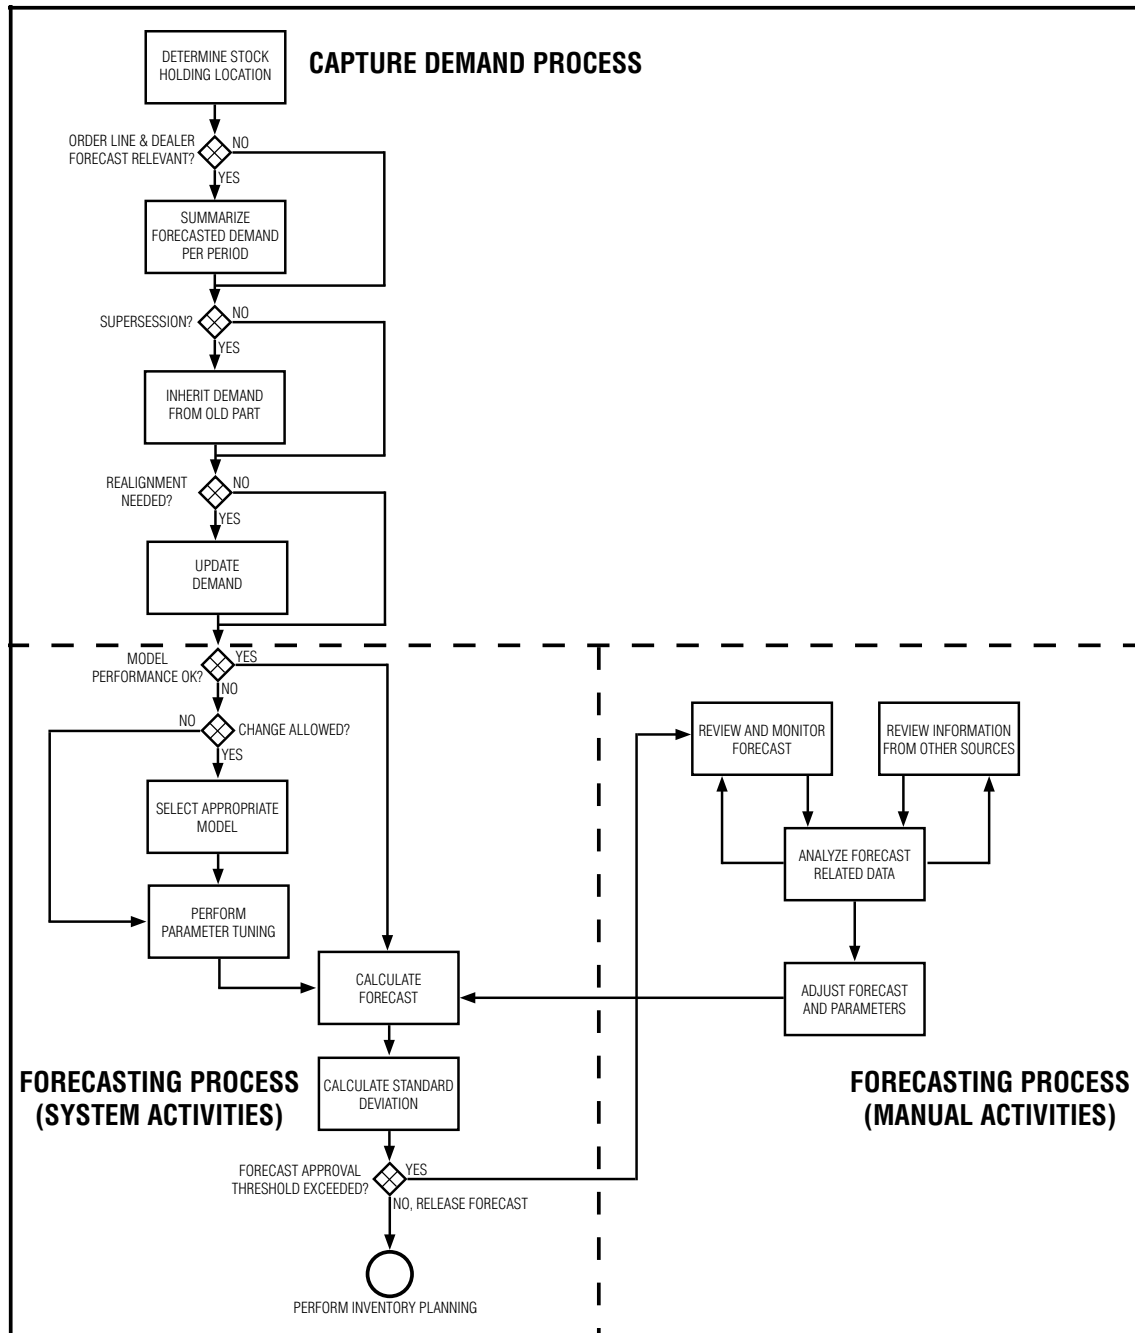 DETERMINE STOCK
HOLDING LOCATION
CAPTURE DEMAND PROCESS
ORDER LINE & DEALER
FORECAST RELEVANT?
NO
YES
SUMMARIZE
FORECASTED DEMAND
PER PERIOD
SUPERSESSION?
NO
YES
INHERIT DEMAND
FROM OLD PART
REALIGNMENT
NEEDED?
NO
YES
UPDATE
DEMAND
MODEL
PERFORMANCE OK?
YES
NO
NO
CHANGE ALLOWED?
YES
SELECT APPROPRIATE
MODEL
PERFORM
PARAMETER TUNING
CALCULATE
FORECAST
FORECASTING PROCESS
(SYSTEM ACTIVITIES)
CALCULATE STANDARD
DEVIATION
FORECAST APPROVAL
THRESHOLD EXCEEDED?
YES
NO, RELEASE FORECAST
PERFORM INVENTORY PLANNING
REVIEW AND MONITOR
FORECAST
REVIEW INFORMATION
FROM OTHER SOURCES
ANALYZE FORECAST
RELATED DATA
ADJUST FORECAST
AND PARAMETERS
FORECASTING PROCESS
(MANUAL ACTIVITIES)